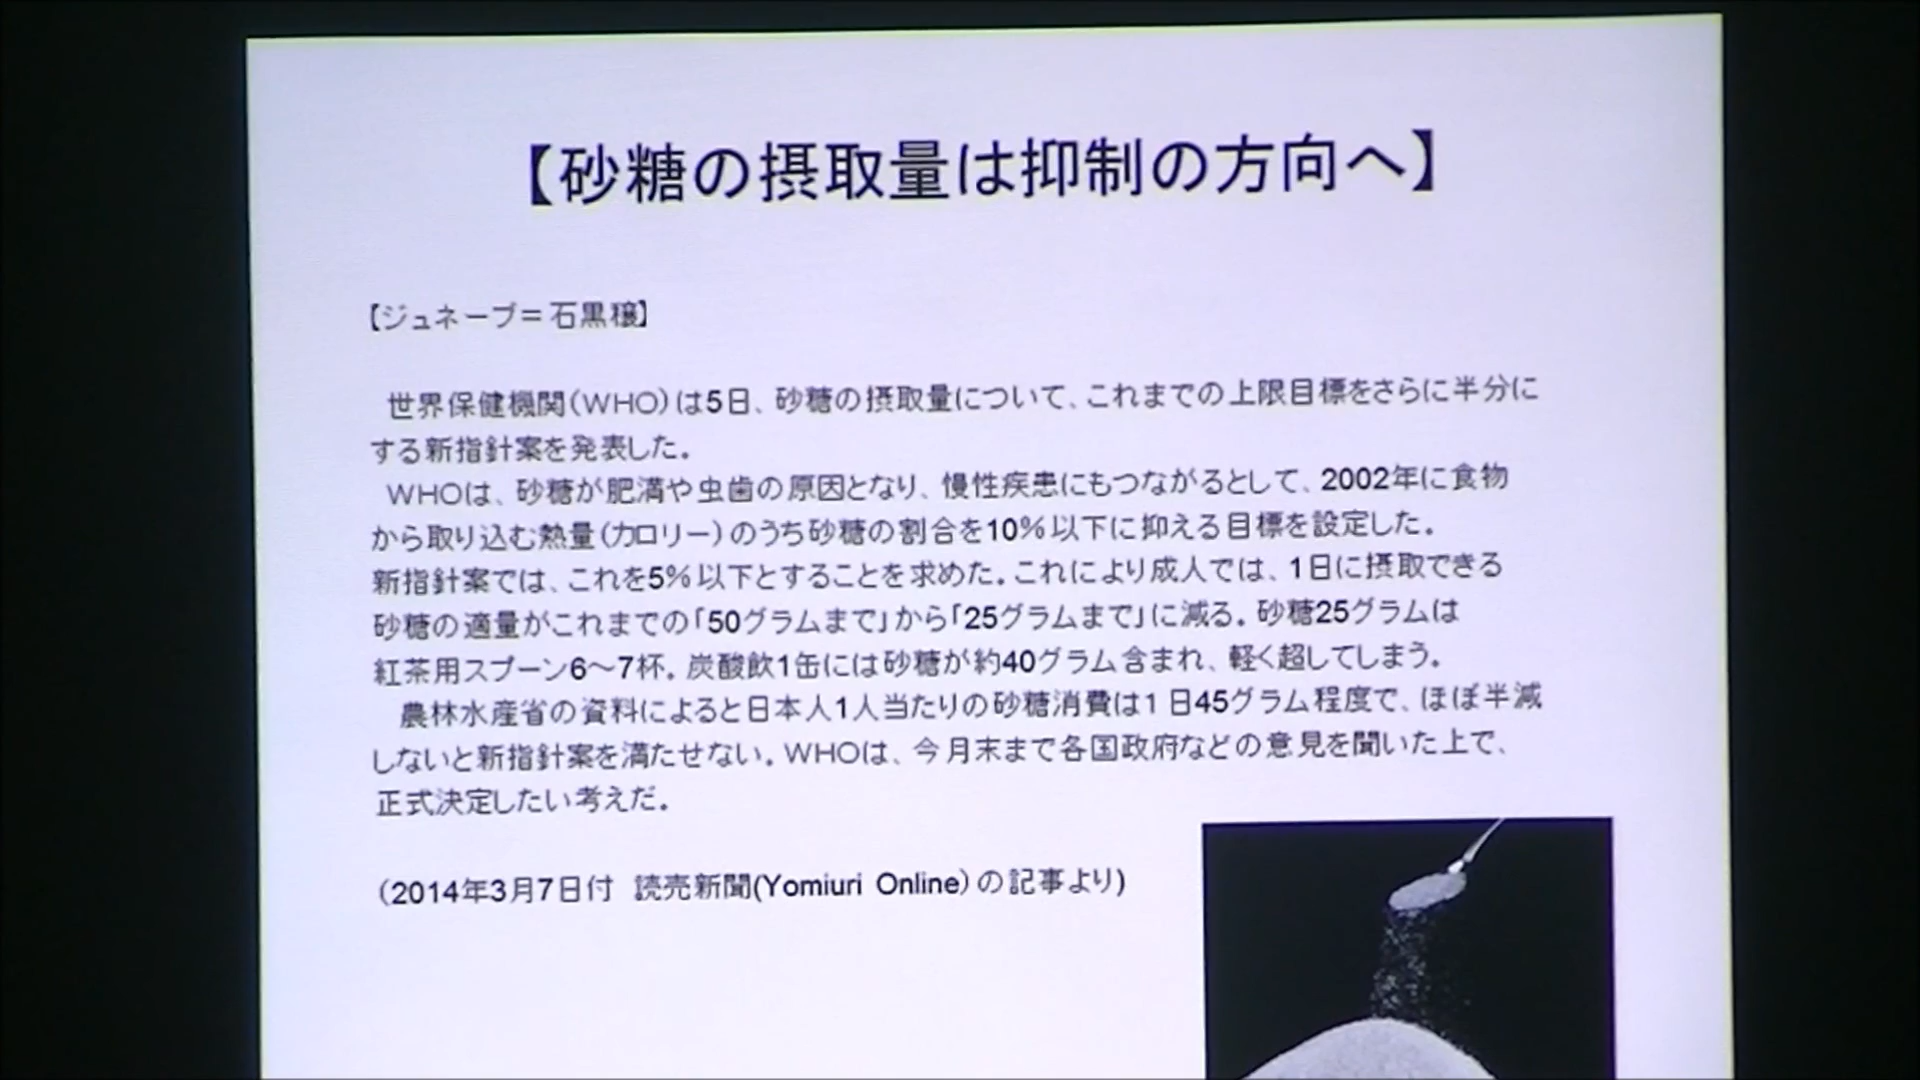 【砂糖の摂取量は抑制の方向へ】
【ジュネーブ＝石黒穣】
世界保健機関（WHO）は5日、砂糖の摂取量について、これまでの上限目標をさらに半分に
する新指針案を発表した。
WHOは、砂糖が肥満や虫歯の原因となり、慢性疾患にもつながるとして、2002年に食物
から取り込む熱量（カロリー）のうち砂糖の割合を10％以下に抑える目標を設定した。
新指針案では、これを5％以下とすることを求めた。これにより成人では、1日に摂取できる
砂糖の適量がこれまでの「50グラムまで」から「25グラムまで」に減る。砂糖25グラムは
紅茶用スプーン6～7杯。炭酸飲1缶には砂糖が約40グラム含まれ、軽く超してしまう。
農林水産省の資料によると日本人1人当たりの砂糖消費は1日45グラム程度で、ほぼ半減
しないと新指針案を満たせない。WHOは、今月末まで各国政府などの意見を聞いた上で、
正式決定したい考えだ。
（2014年3月7日付　読売新聞(Yomiuri Online）の記事より)